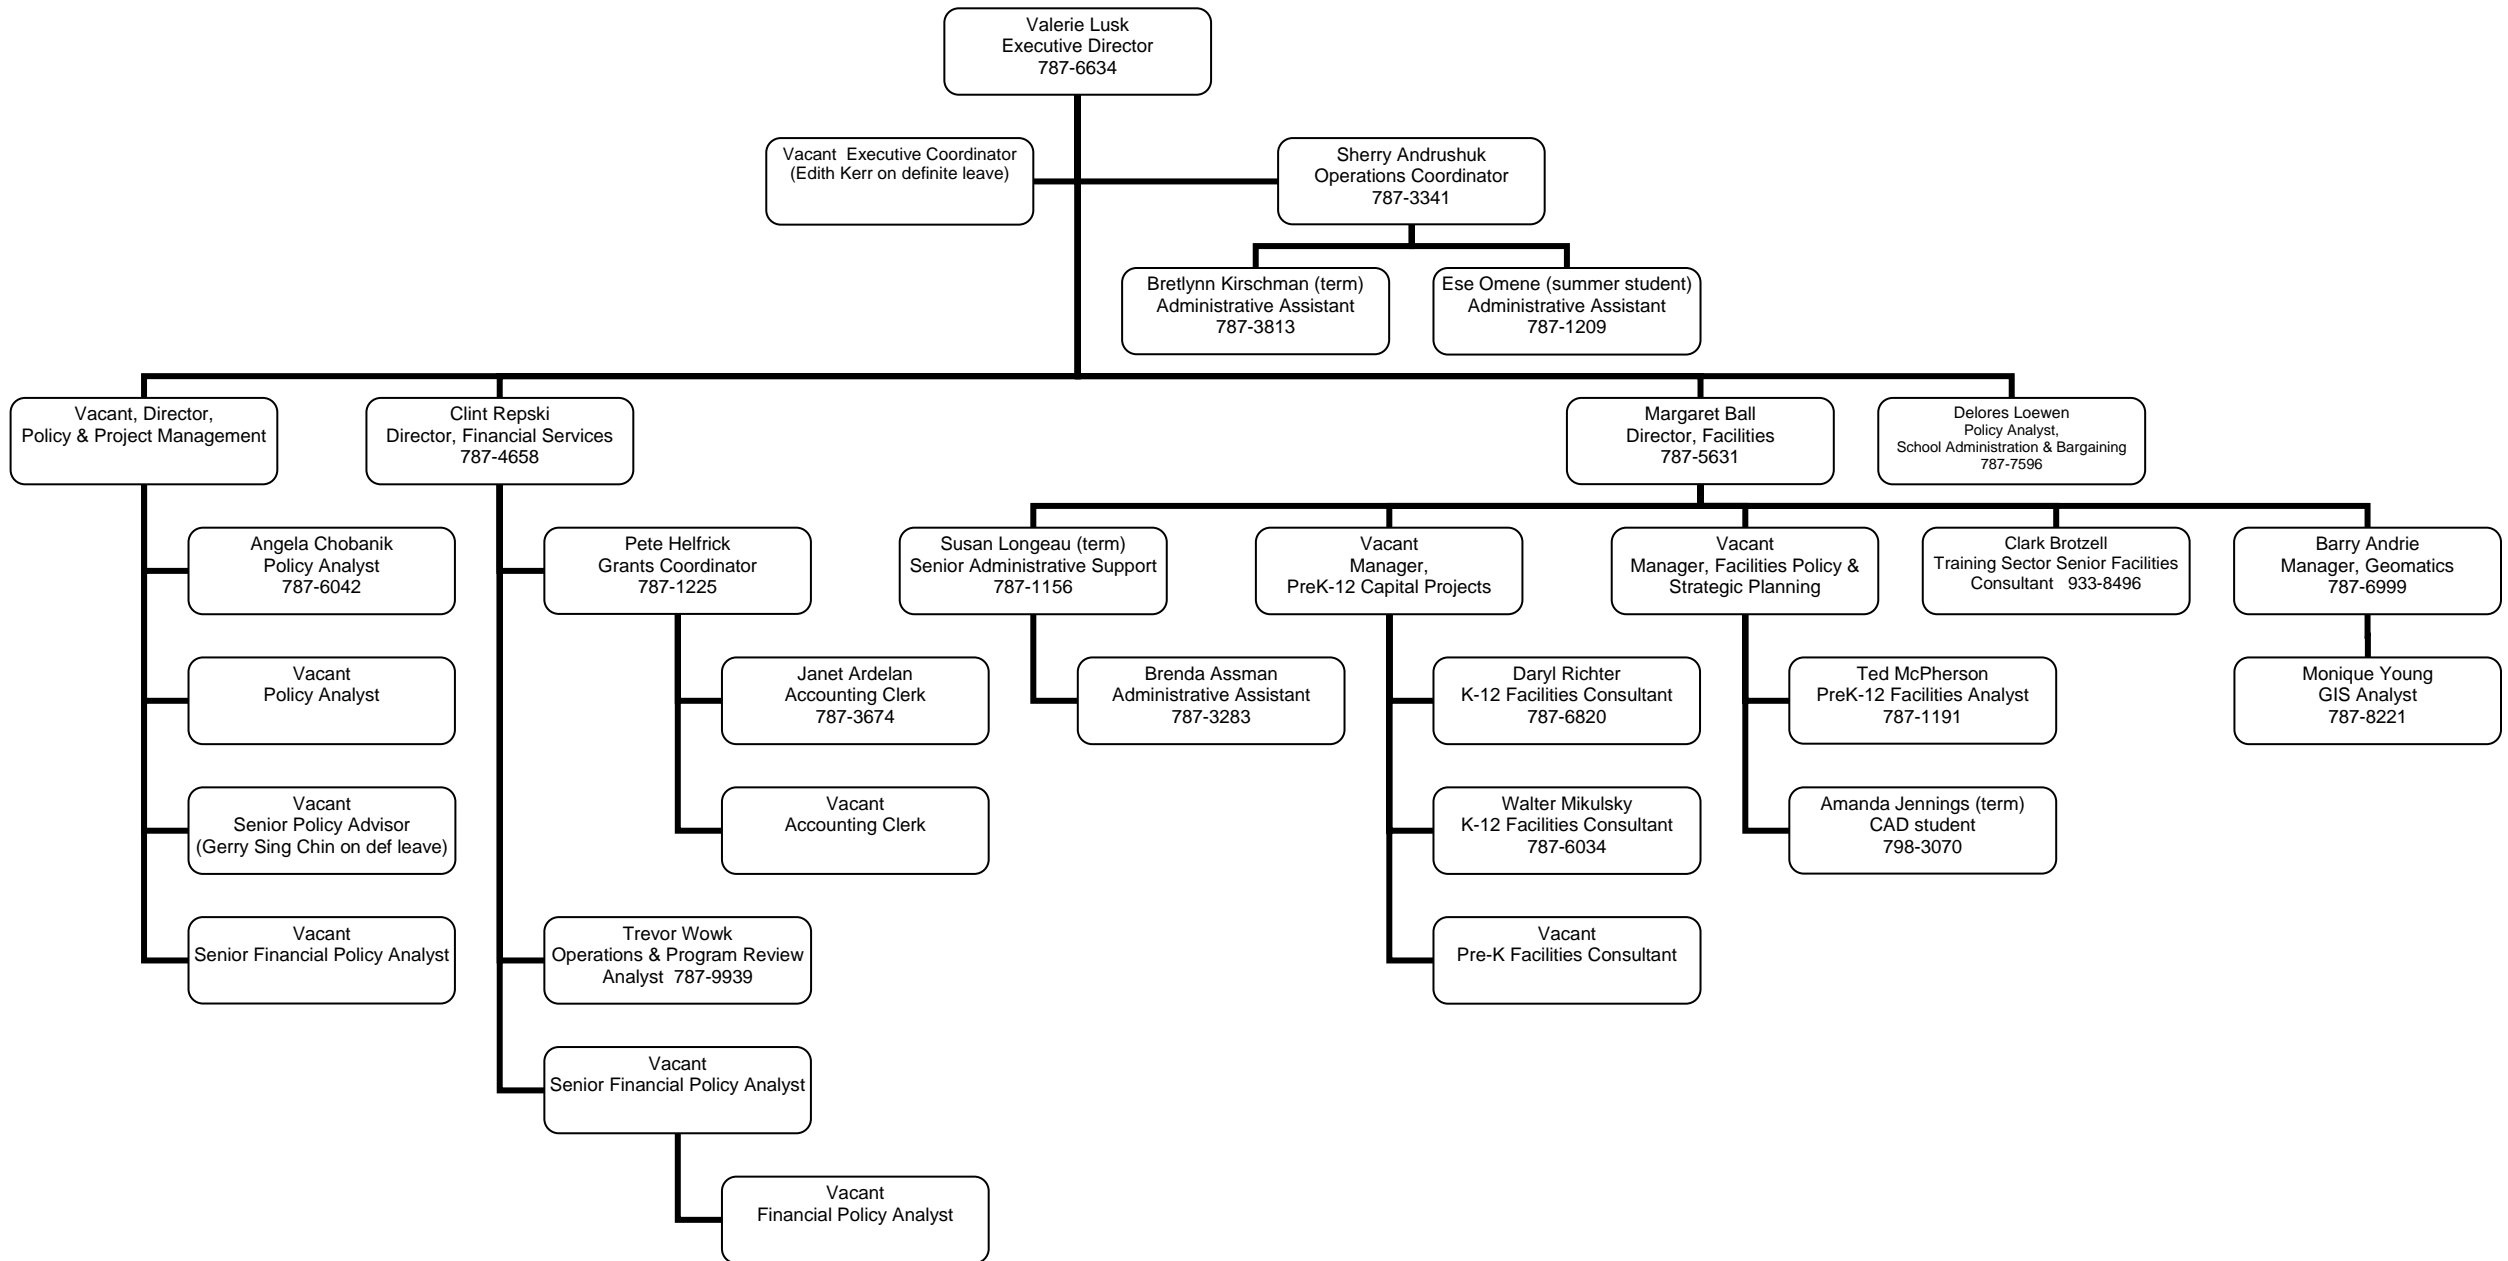 Valerie Lusk
Executive Director
787-6634
Vacant  Executive Coordinator
(Edith Kerr on definite leave)
Sherry Andrushuk
Operations Coordinator
787-3341
Bretlynn Kirschman (term)
Administrative Assistant
787-3813
Ese Omene (summer student)
Administrative Assistant
787-1209
Vacant, Director,
Policy & Project Management
Clint Repski
Director, Financial Services
787-4658
Margaret Ball
Director, Facilities
787-5631
Delores Loewen
Policy Analyst,
School Administration & Bargaining
787-7596
Angela Chobanik
Policy Analyst
787-6042
Pete Helfrick
Grants Coordinator
787-1225
Susan Longeau (term)
Senior Administrative Support
787-1156
Vacant
Manager,
PreK-12 Capital Projects
Vacant
Manager, Facilities Policy &
Strategic Planning
Clark Brotzell
Training Sector Senior Facilities
Consultant   933-8496
Barry Andrie
Manager, Geomatics
787-6999
Vacant
Policy Analyst
Janet Ardelan
Accounting Clerk
787-3674
Brenda Assman
Administrative Assistant
787-3283
Daryl Richter
K-12 Facilities Consultant
787-6820
Ted McPherson
PreK-12 Facilities Analyst
787-1191
Monique Young
GIS Analyst
787-8221
Vacant
Senior Policy Advisor
(Gerry Sing Chin on def leave)
Vacant
Accounting Clerk
Walter Mikulsky
K-12 Facilities Consultant
787-6034
Amanda Jennings (term)
CAD student
798-3070
Vacant
Senior Financial Policy Analyst
Trevor Wowk
Operations & Program Review
Analyst  787-9939
Vacant
Pre-K Facilities Consultant
Vacant
Senior Financial Policy Analyst
Vacant
Financial Policy Analyst